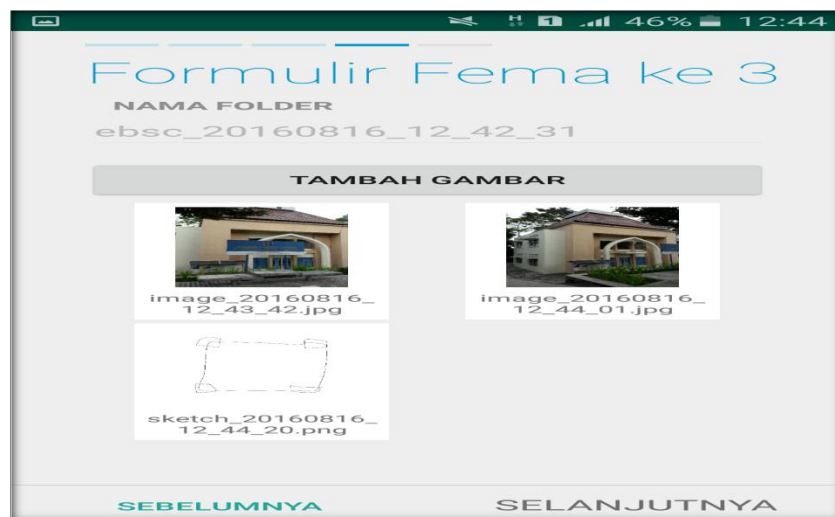 H 1 46% 12:44
Formulir Fema ke 3
NAMA FOLDER
ebsc_20160816_12_42_31
TAMBAH GAMBAR
image_20160816_
12_43_42.jpg
image_20160816_
12_44_01.jpg
sketch_20160816_
12_44_20.png
SEBELUMNYA
SELANJUTNYA